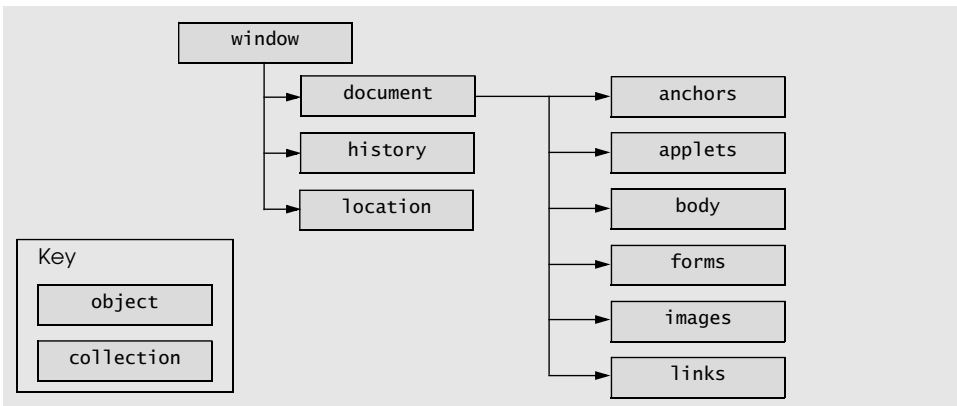 window
document
anchors
history
applets
location
body
Key
forms
object
images
collection
links